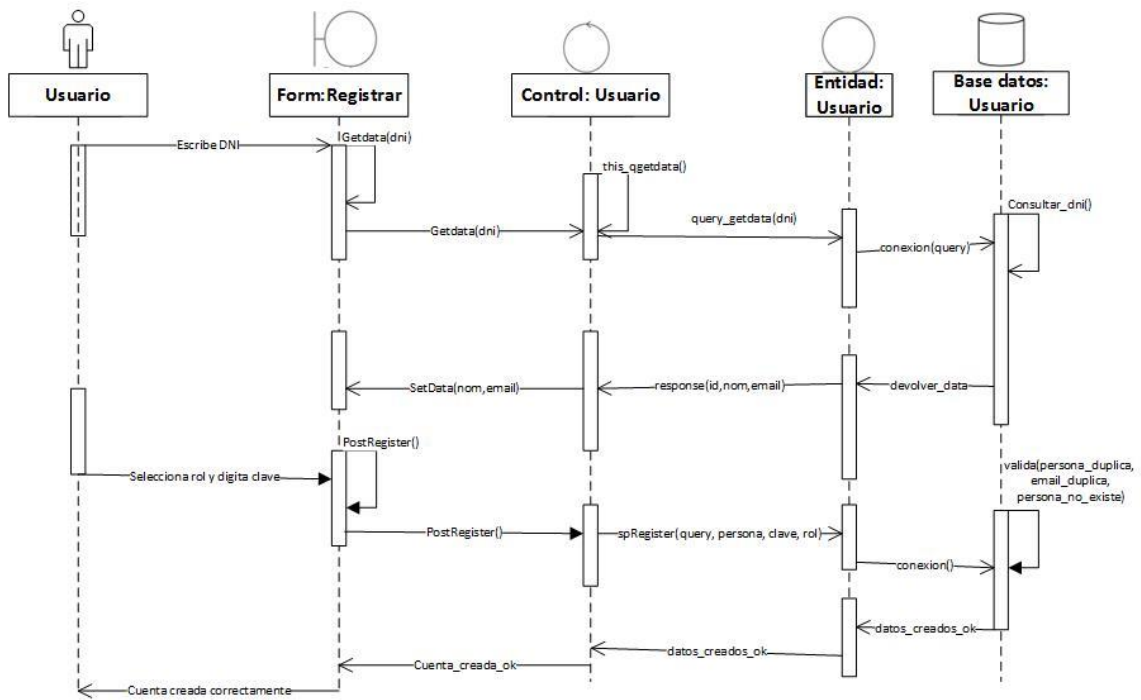 Usuario
Form:Registrar
Control: Usuario
Entidad:
Usuario
Base datos:
Usuario
Escribe DNI
Getdata(dni)
this_qgetdata()
Consultar_dni()
Getdata(dni)
query_getdata(dni)
conexion(query)
SetData(nom,email)
response(id,nom,email)
devolver_data
PostRegister()
Selecciona rol y digita clave
valida(persona_duplica,
email_duplica,
persona_no_existe)
PostRegister()
spRegister(query, persona, clave, rol)
conexion()
datos_creados_ok
datos_creados_ok
Cuenta_creada_ok
Cuenta creada correctamente